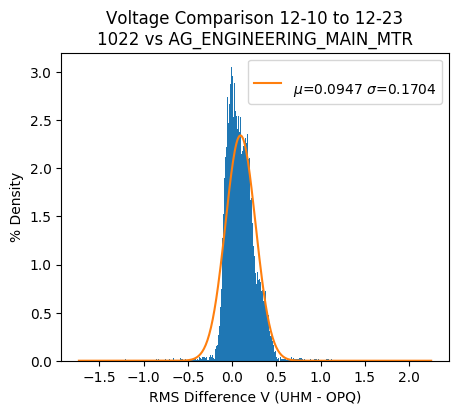 Voltage Comparison 12-10 to 12-23
1022 vs AG_ENGINEERING_MAIN_MTR
μ=0.0947 σ=0.1704
% Density
3.0
2.5
2.0
1.5
1.0
0.5
0.0
−1.5 −1.0 −0.5 0.0 0.5 1.0 1.5 2.0
RMS Difference V (UHM - OPQ)